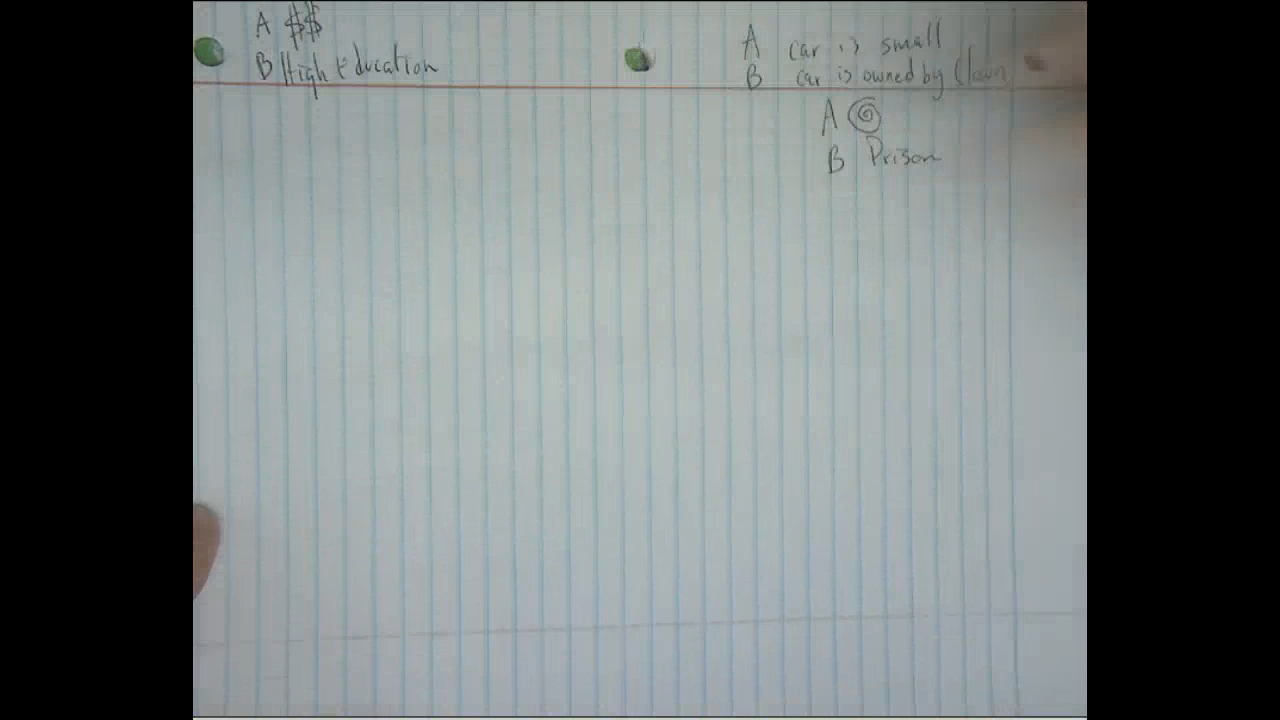 A $$
B High Education
A car is small
B car is owned by Clown
A
B Prison